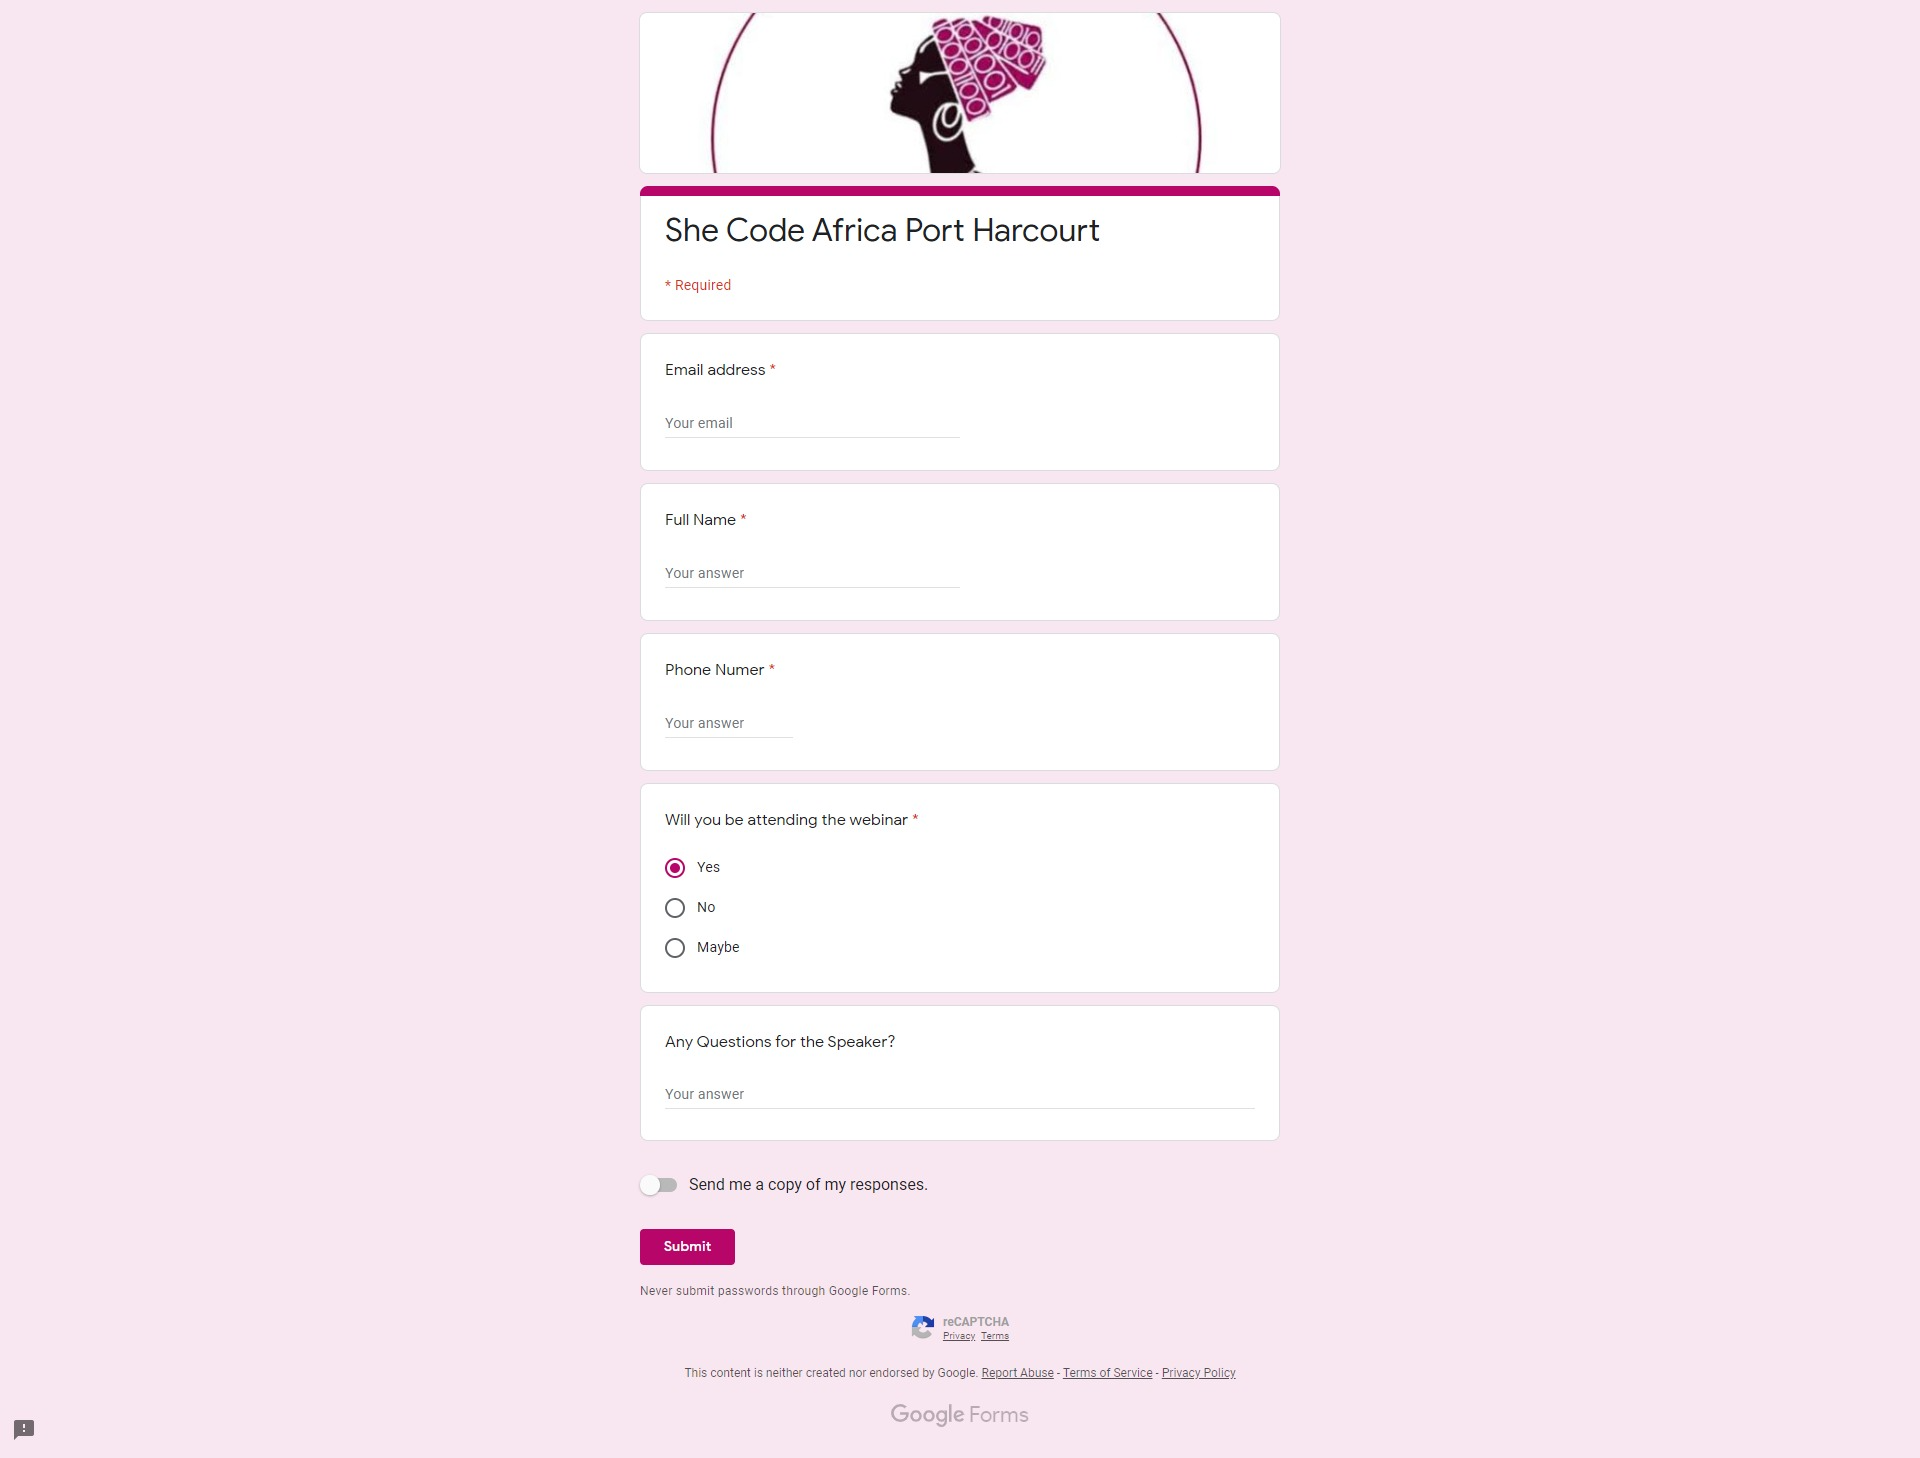 She Code Africa Port Harcourt
* Required
Email address *
Your email
Full Name *
Your answer
Phone Numer *
Your answer
Will you be attending the webinar *
Yes
No
Maybe
Any Questions for the Speaker?
Your answer
Send me a copy of my responses.
Submit
Never submit passwords through Google Forms.
reCAPTCHA
Privacy Terms
This content is neither created nor endorsed by Google. Report Abuse - Terms of Service - Privacy Policy
Google Forms